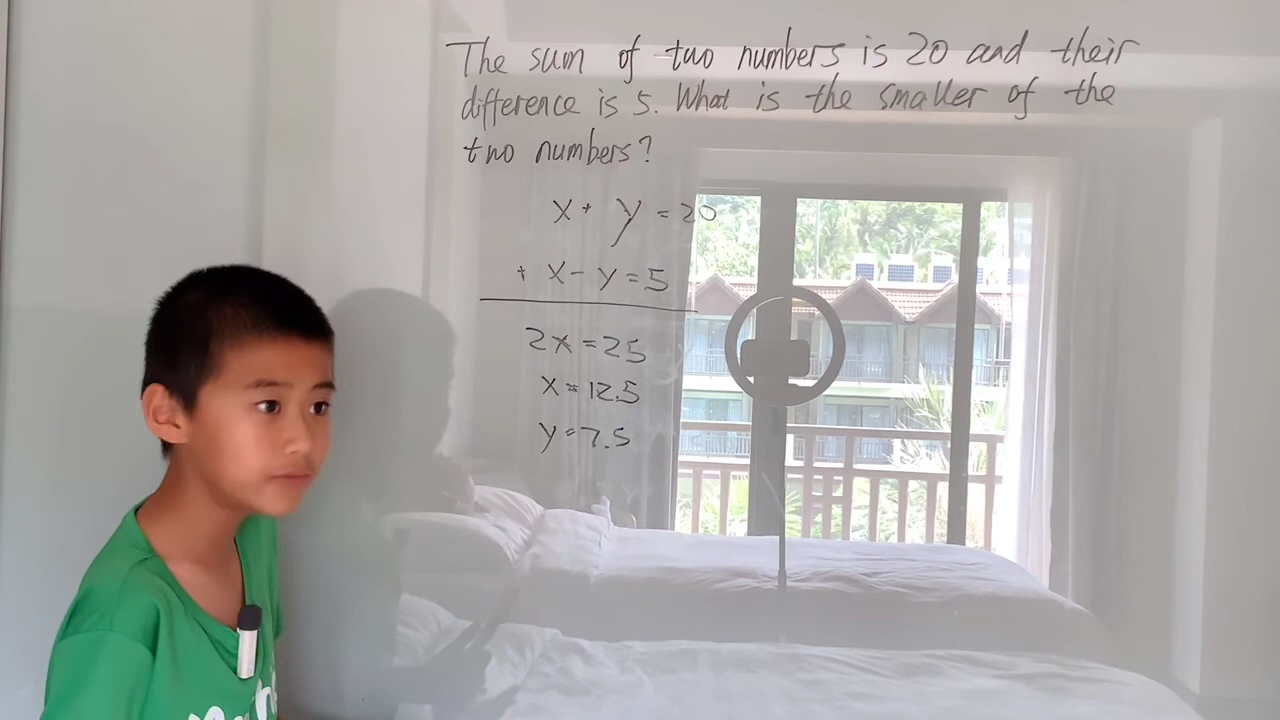 The sum of two numbers is 20 and their
difference is 5. What is the smaller of the
two numbers?
x + y = 20
+ x - y = 5
2x = 25
x = 12.5
y = 7.5